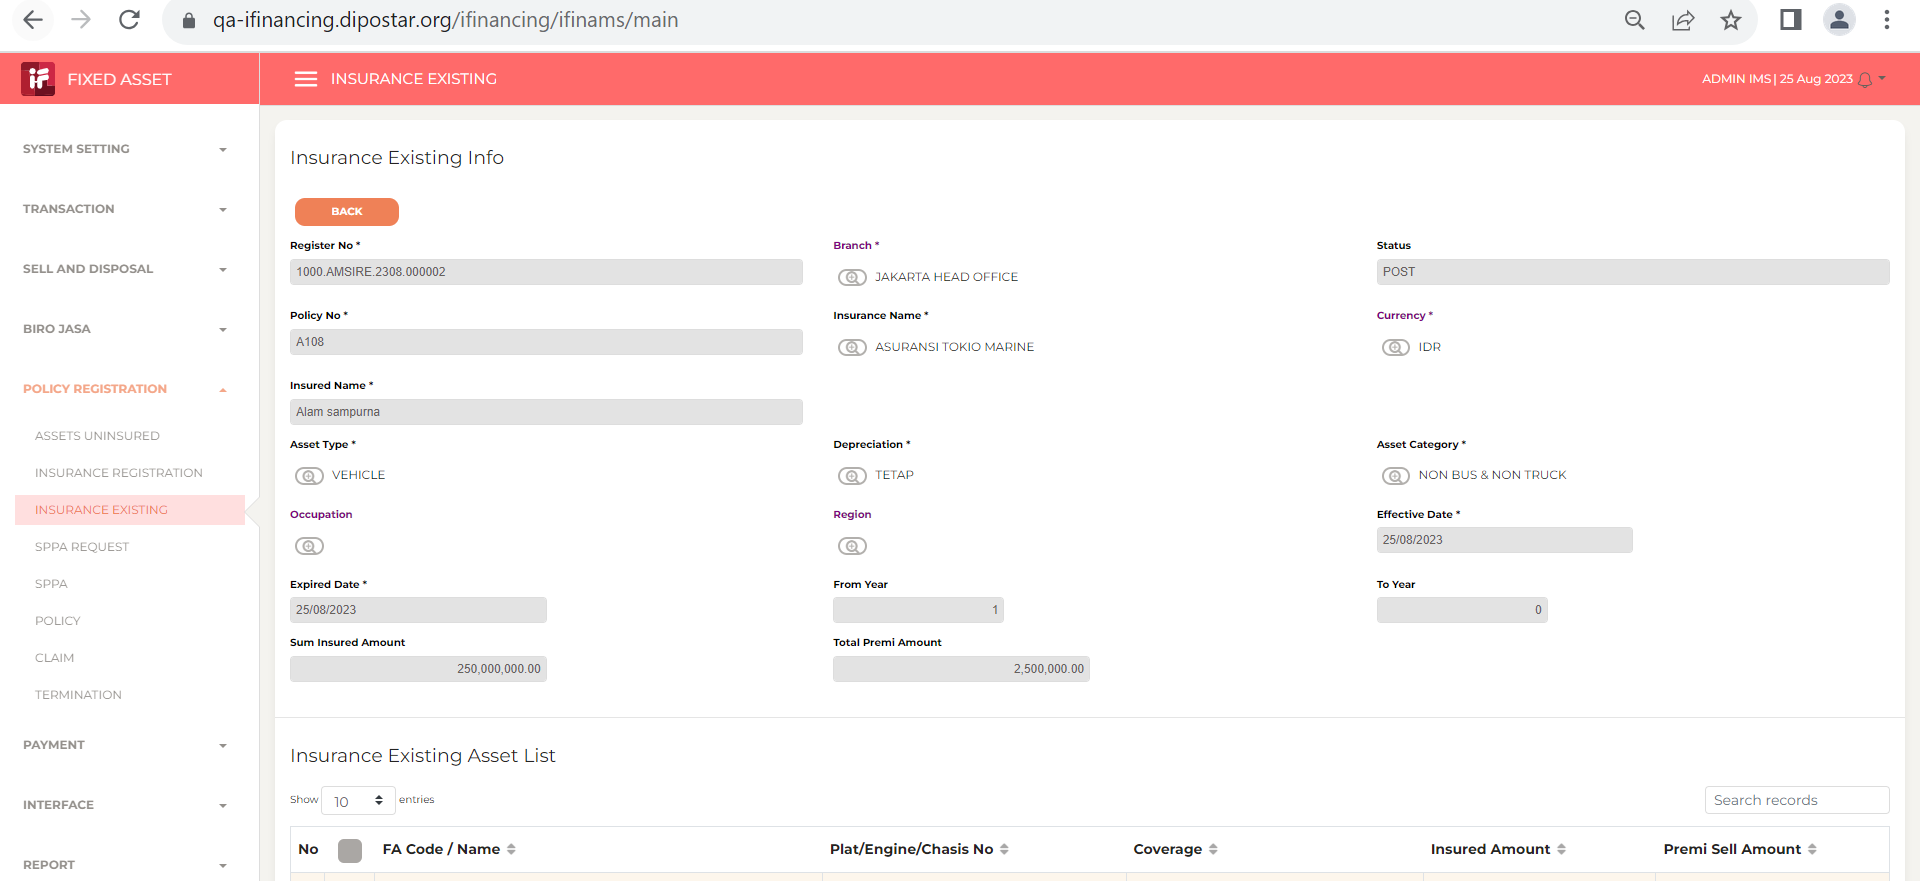 qa-ifinancing.dipostar.org/ifinancing/ifinams/main
iF FIXED ASSET
INSURANCE EXISTING
ADMIN IMS | 25 Aug 2023
SYSTEM SETTING
TRANSACTION
SELL AND DISPOSAL
BIRO JASA
POLICY REGISTRATION
ASSETS UNINSURED
INSURANCE REGISTRATION
INSURANCE EXISTING
SPPA REQUEST
SPPA
POLICY
CLAIM
TERMINATION
PAYMENT
INTERFACE
REPORT
Insurance Existing Info
BACK
Register No *
1000.AMSIRE.2308.000002
Branch *
JAKARTA HEAD OFFICE
Status
POST
Policy No *
A108
Insurance Name *
ASURANSI TOKIO MARINE
Currency *
IDR
Insured Name *
Alam sampurna
Asset Type *
VEHICLE
Depreciation *
TETAP
Asset Category *
NON BUS & NON TRUCK
Occupation
Region
Effective Date *
25/08/2023
Expired Date *
25/08/2023
From Year
1
To Year
0
Sum Insured Amount
250,000,000.00
Total Premi Amount
2,500,000.00
Insurance Existing Asset List
Show 10 entries
Search records
No FA Code / Name Plat/Engine/Chasis No Coverage Insured Amount Premi Sell Amount